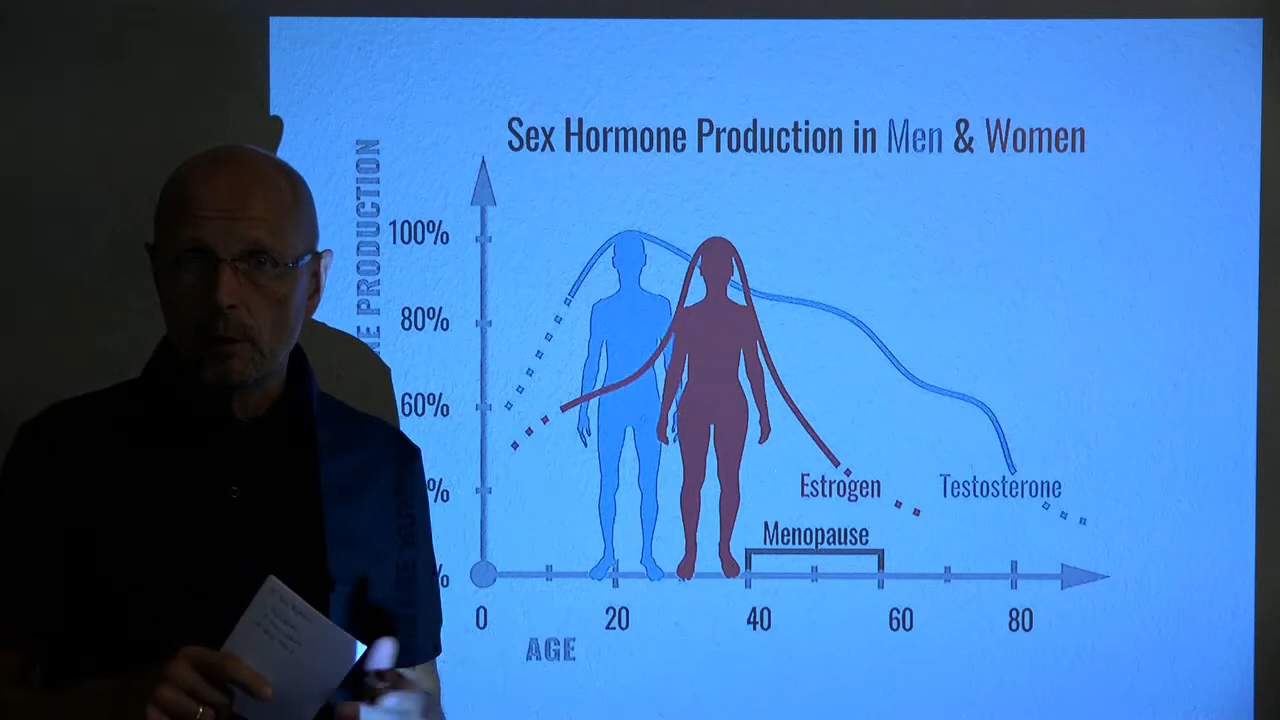 Sex Hormone Production in Men & Women
PRODUCTION
100%
80%
60%
%
%
Estrogen
Testosterone
Menopause
0
20
40
60
80
AGE